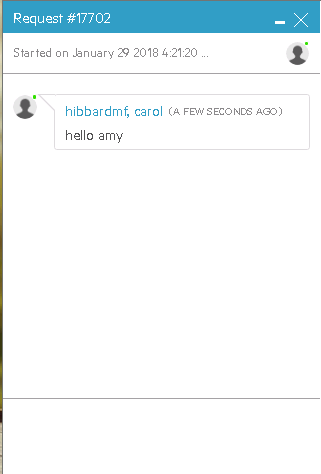 Request #17702
Started on January 29 2018 4:21:20 ...
hibbardmf, carol (A FEW SECONDS AGO)
hello amy